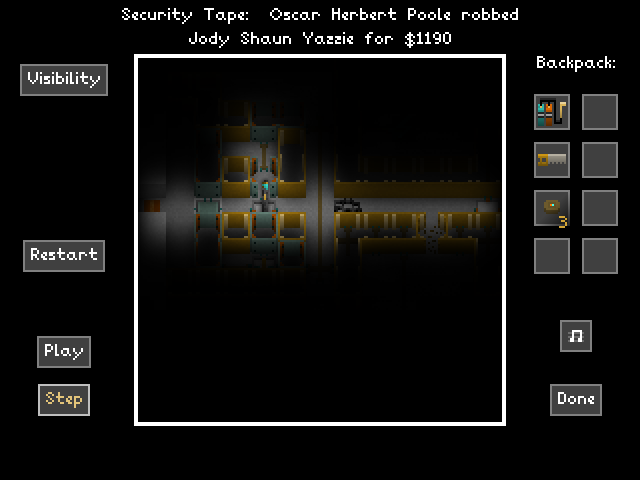 Security Tape: Oscar Herbert Poole robbed
Jody Shaun Yazzie for $1190
Backpack:
Visibility
3
Restart
Play
Step
Done